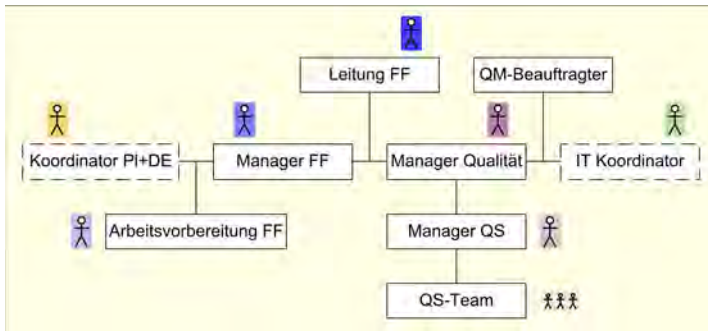 Leitung FF
QM-Beauftragter
Koordinator PI+DE
Manager FF
Manager Qualität
IT Koordinator
Arbeitsvorbereitung FF
Manager QS
QS-Team